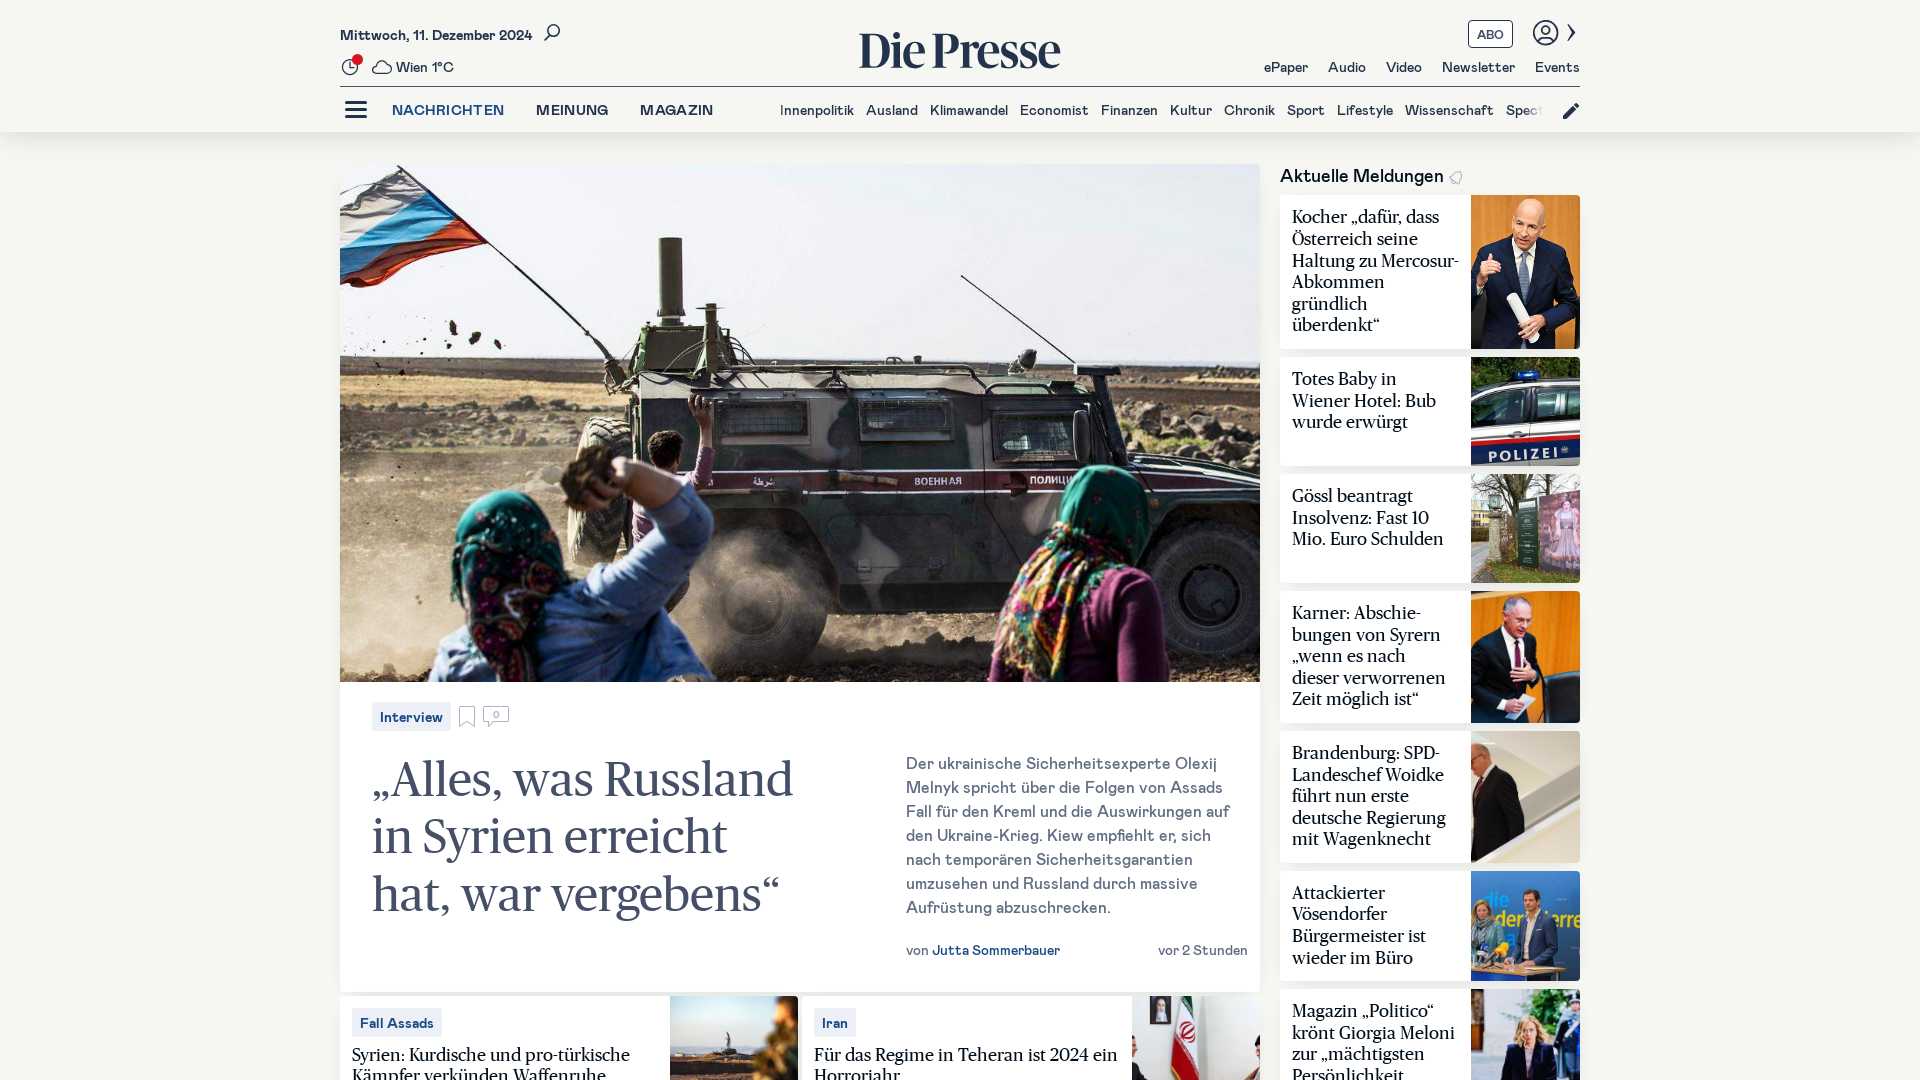 Mittwoch, 11. Dezember 2024
Wien 1°C
Die Presse
ABO
ePaper Audio Video Newsletter Events
NACHRICHTEN MEINUNG MAGAZIN
Innenpolitik Ausland Klimawandel Economist Finanzen Kultur Chronik Sport Lifestyle Wissenschaft Spect
شرطة
ВОЕННАЯ
ПОЛИЦИ
Interview
0
„Alles, was Russland
in Syrien erreicht
hat, war vergebens“
Der ukrainische Sicherheitsexperte Olexij
Melnyk spricht über die Folgen von Assads
Fall für den Kreml und die Auswirkungen auf
den Ukraine-Krieg. Kiew empfiehlt er, sich
nach temporären Sicherheitsgarantien
umzusehen und Russland durch massive
Aufrüstung abzuschrecken.
von Jutta Sommerbauer
vor 2 Stunden
Fall Assads
Syrien: Kurdische und pro-türkische
Kämpfer verkünden Waffenruhe
Iran
Für das Regime in Teheran ist 2024 ein
Horrorjahr
Aktuelle Meldungen
Kocher „dafür, dass
Österreich seine
Haltung zu Mercosur-
Abkommen
gründlich
überdenkt“
Totes Baby in
Wiener Hotel: Bub
wurde erwürgt
POLIZEI
Gössl beantragt
Insolvenz: Fast 10
Mio. Euro Schulden
Karner: Abschie-
bungen von Syrern
„wenn es nach
dieser verworrenen
Zeit möglich ist“
Brandenburg: SPD-
Landeschef Woidke
führt nun erste
deutsche Regierung
mit Wagenknecht
Attackierter
Vösendorfer
Bürgermeister ist
wieder im Büro
die
Magazin „Politico“
krönt Giorgia Meloni
zur „mächtigsten
Persönlichkeit